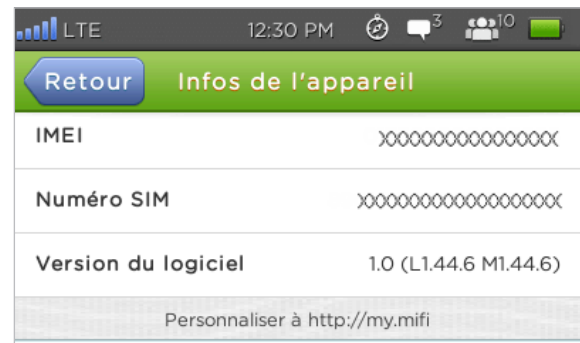 LTE 12:30 PM 3 10
Retour Infos de l'appareil
IMEI XXXXXXXXXXXXXXX
Numéro SIM XXXXXXXXXXXXXXXXXX
Version du logiciel 1.0 (L1.44.6 M1.44.6)
Personnaliser à http://my.mifi